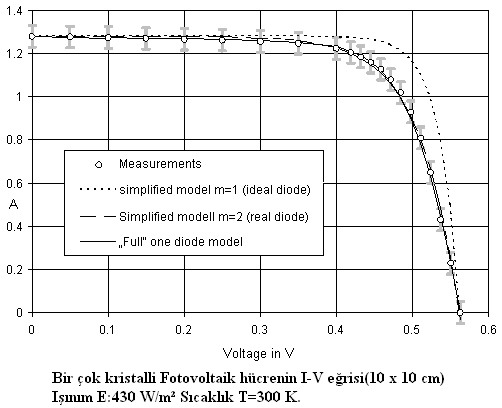 1.4
1.2
1
0.8
0.6
A
0.4
0.2
0
Measurements
simplified model m=1 (ideal diode)
Simplified modell m=2 (real diode)
„Full" one diode model
0 0.1 0.2 0.3 0.4 0.5 0.6
Voltage in V
Bir çok kristalli Fotovoltaik hücrenin I-V eğrisi(10 x 10 cm)
Işınım E:430 W/m² Sıcaklık T=300 K.